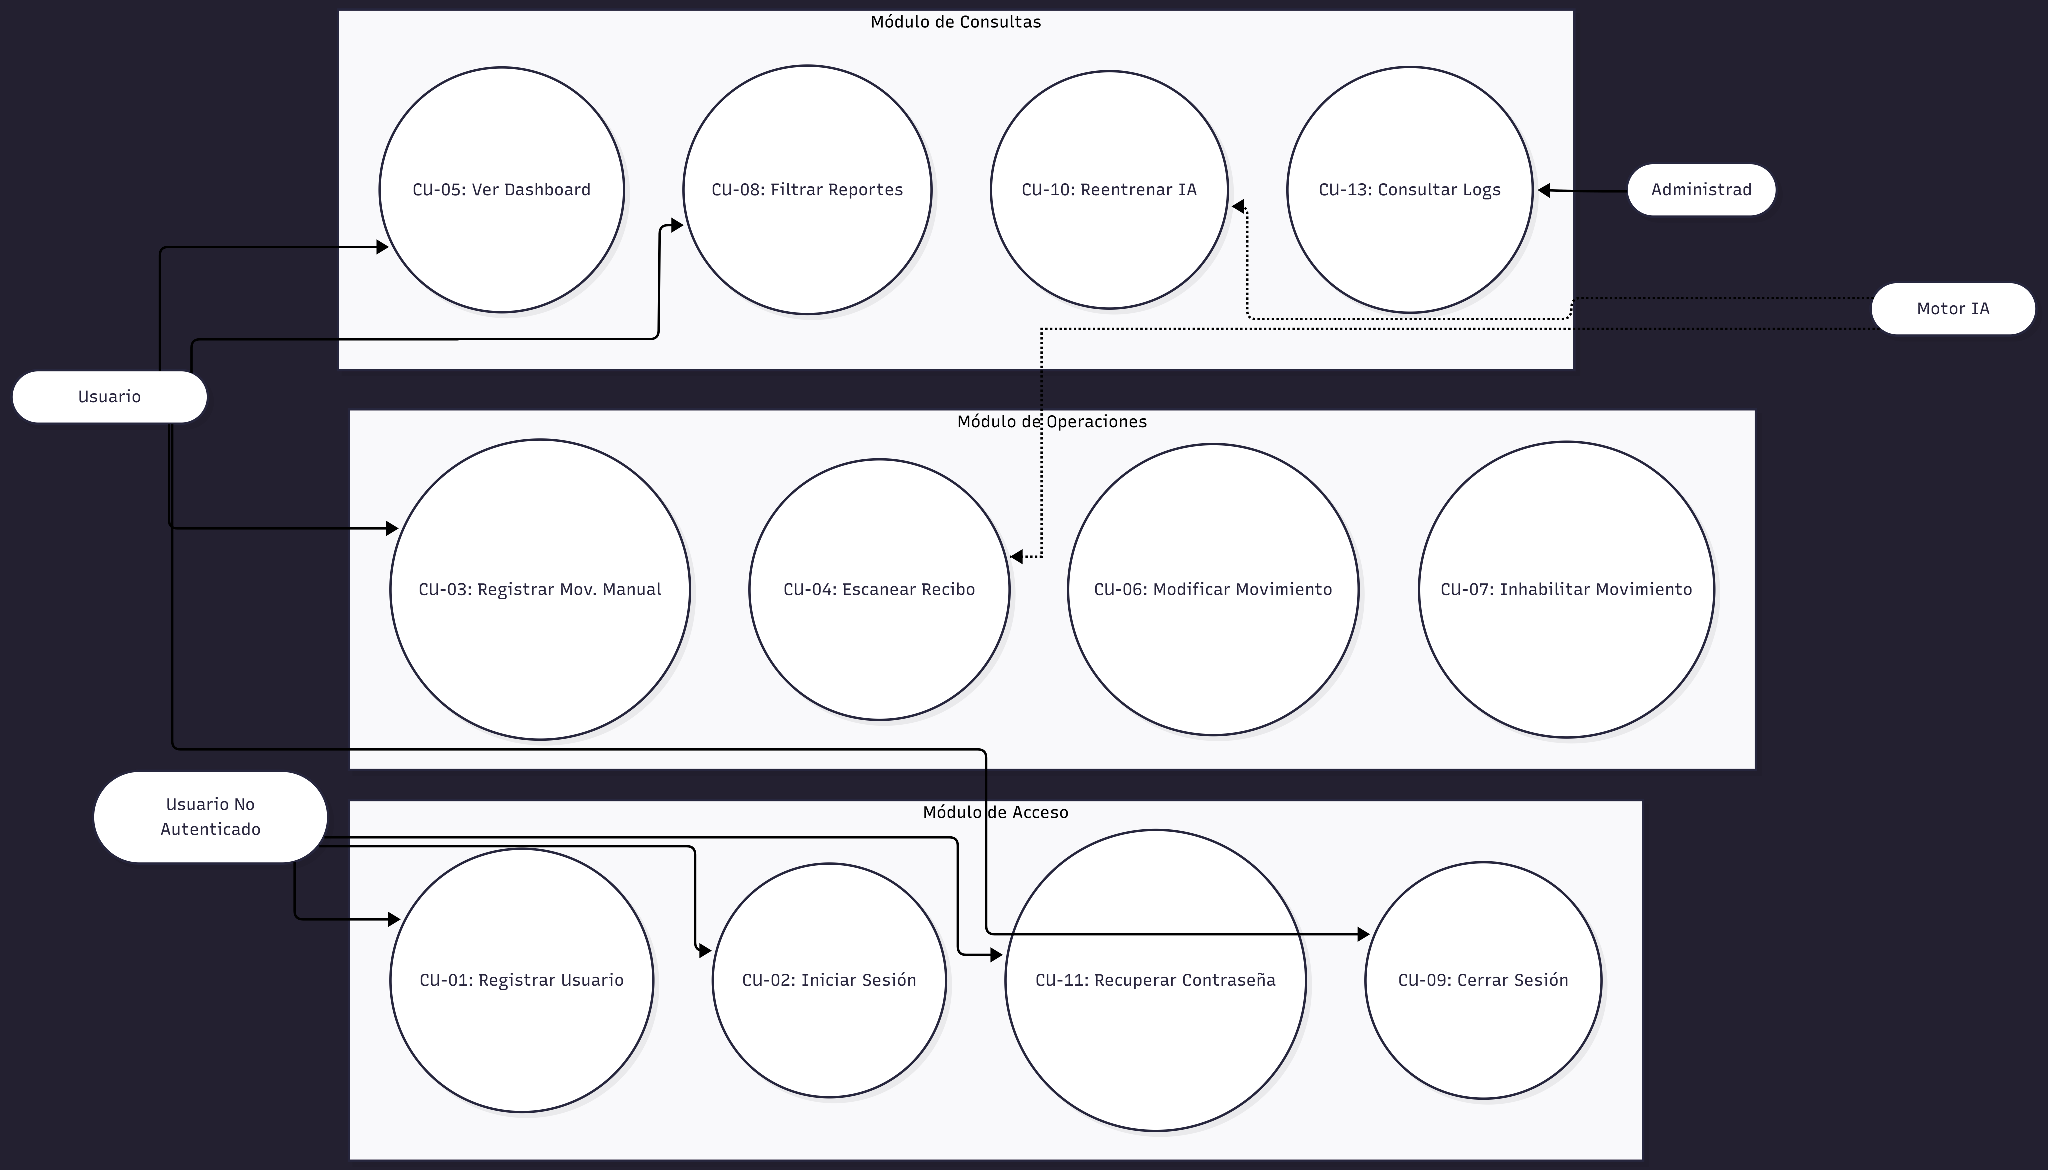 Módulo de Consultas
CU-05: Ver Dashboard
CU-08: Filtrar Reportes
CU-10: Reentrenar IA
CU-13: Consultar Logs
Administrad
Motor IA
Usuario
Módulo de Operaciones
CU-03: Registrar Mov. Manual
CU-04: Escanear Recibo
CU-06: Modificar Movimiento
CU-07: Inhabilitar Movimiento
Usuario No
Autenticado
Módulo de Acceso
CU-01: Registrar Usuario
CU-02: Iniciar Sesión
CU-11: Recuperar Contraseña
CU-09: Cerrar Sesión